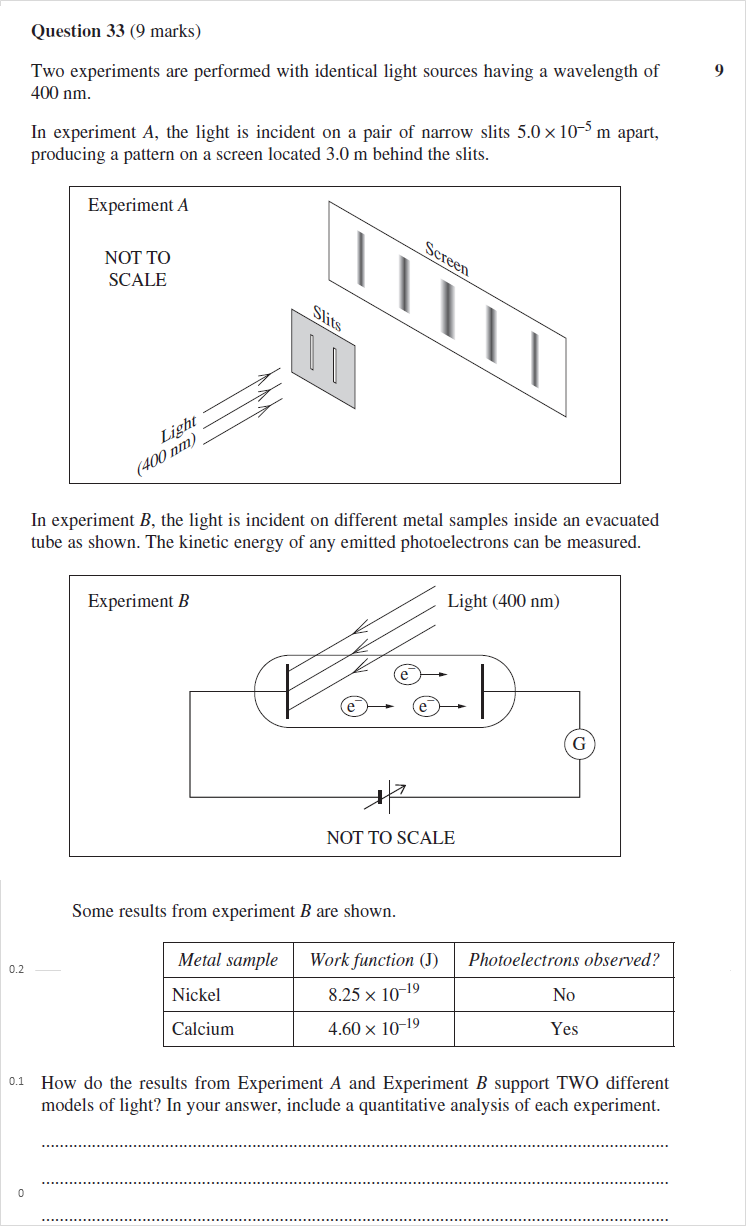 Question 33 (9 marks)
Two experiments are performed with identical light sources having a wavelength of 9
400 nm.
In experiment A, the light is incident on a pair of narrow slits 5.0 × 10⁻⁵ m apart,
producing a pattern on a screen located 3.0 m behind the slits.
Experiment A
NOT TO
SCALE
Screen
Slits
Light
(400 nm)
In experiment B, the light is incident on different metal samples inside an evacuated
tube as shown. The kinetic energy of any emitted photoelectrons can be measured.
Experiment B
Light (400 nm)
e⁻
e⁻ e⁻
G
NOT TO SCALE
Some results from experiment B are shown.
Metal sample Work function (J) Photoelectrons observed?
0.2
Nickel 8.25 × 10⁻¹⁹ No
Calcium 4.60 × 10⁻¹⁹ Yes
0.1 How do the results from Experiment A and Experiment B support TWO different
models of light? In your answer, include a quantitative analysis of each experiment.
0